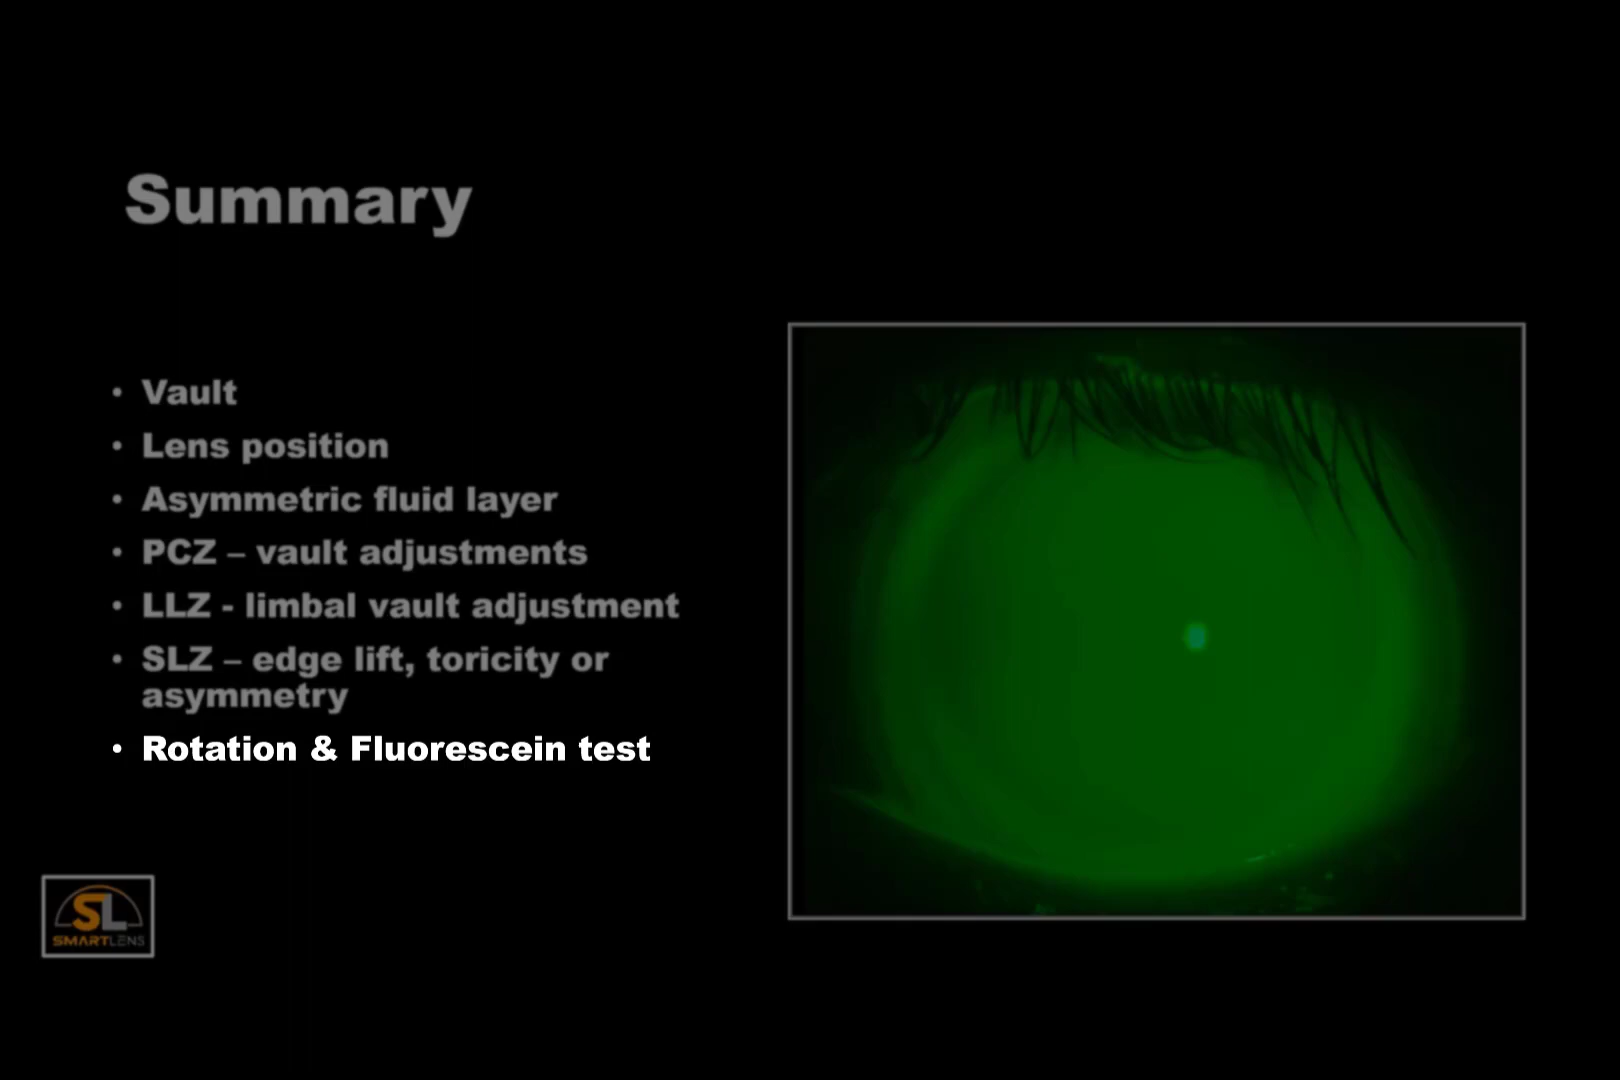 Summary
• Vault
• Lens position
• Asymmetric fluid layer
• PCZ – vault adjustments
• LLZ - limbal vault adjustment
• SLZ – edge lift, toricity or
asymmetry
• Rotation & Fluorescein test
SL
SMARTLENS